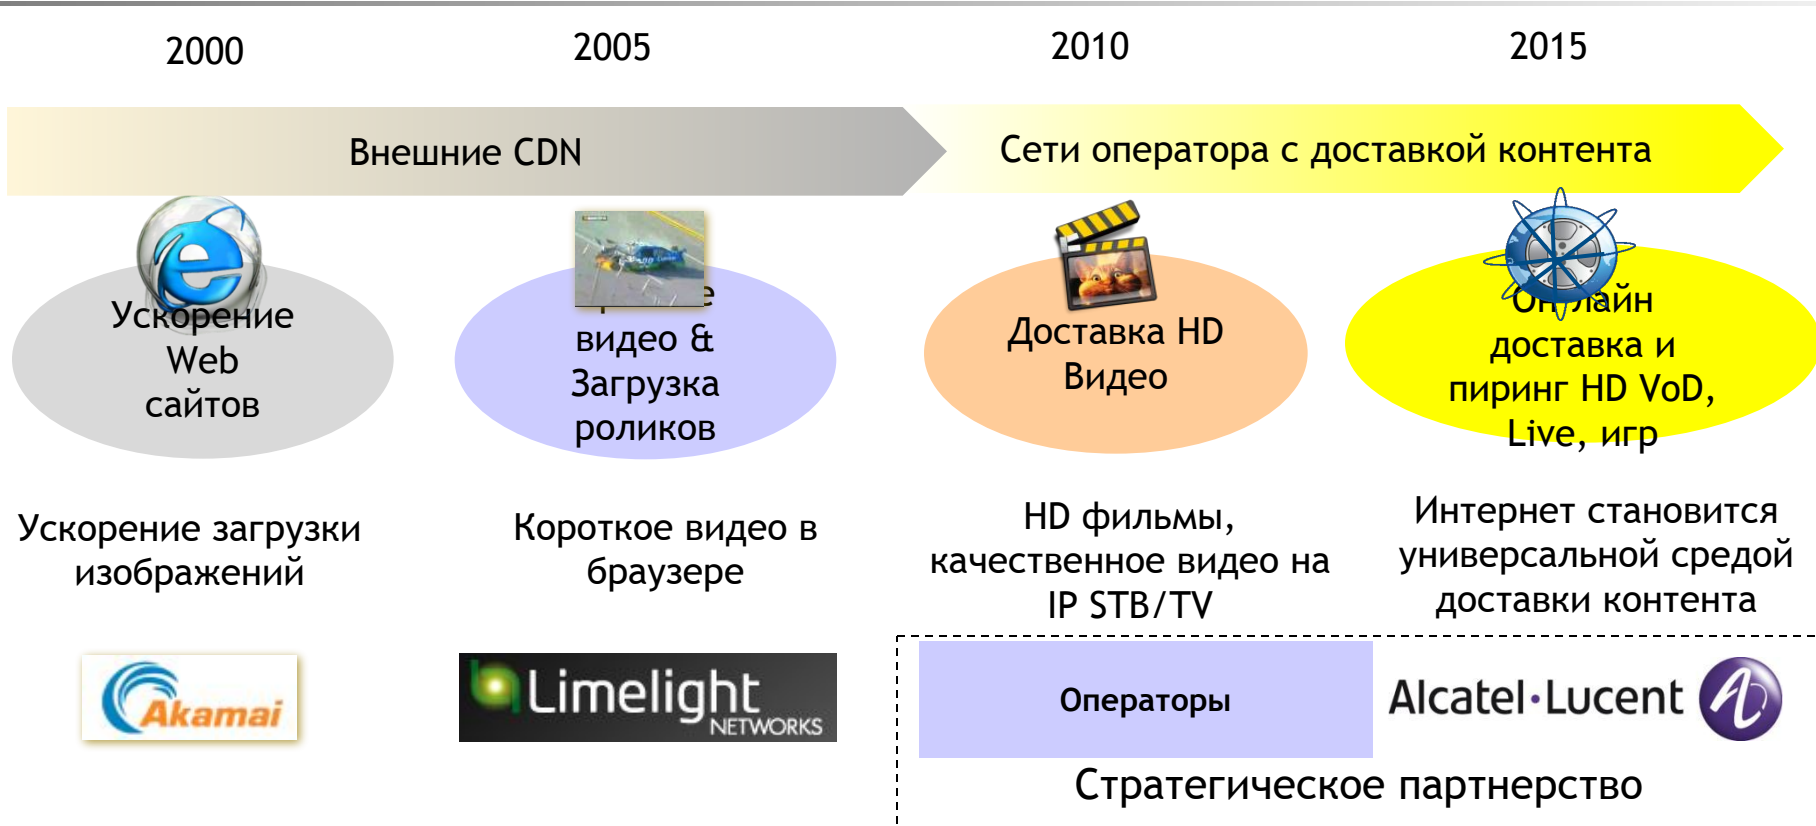 2000
2005
2010
2015
Внешние CDN
Сети оператора с доставкой контента
Ускорение
Web
сайтов
видео &
Загрузка
роликов
Доставка HD
Видео
Он-лайн
доставка и
пиринг HD VoD,
Live, игр
Ускорение загрузки
изображений
Короткое видео в
браузере
HD фильмы,
качественное видео на
IP STB/TV
Интернет становится
универсальной средой
доставки контента
Akamai
Limelight
NETWORKS
Операторы
Alcatel·Lucent
Стратегическое партнерство